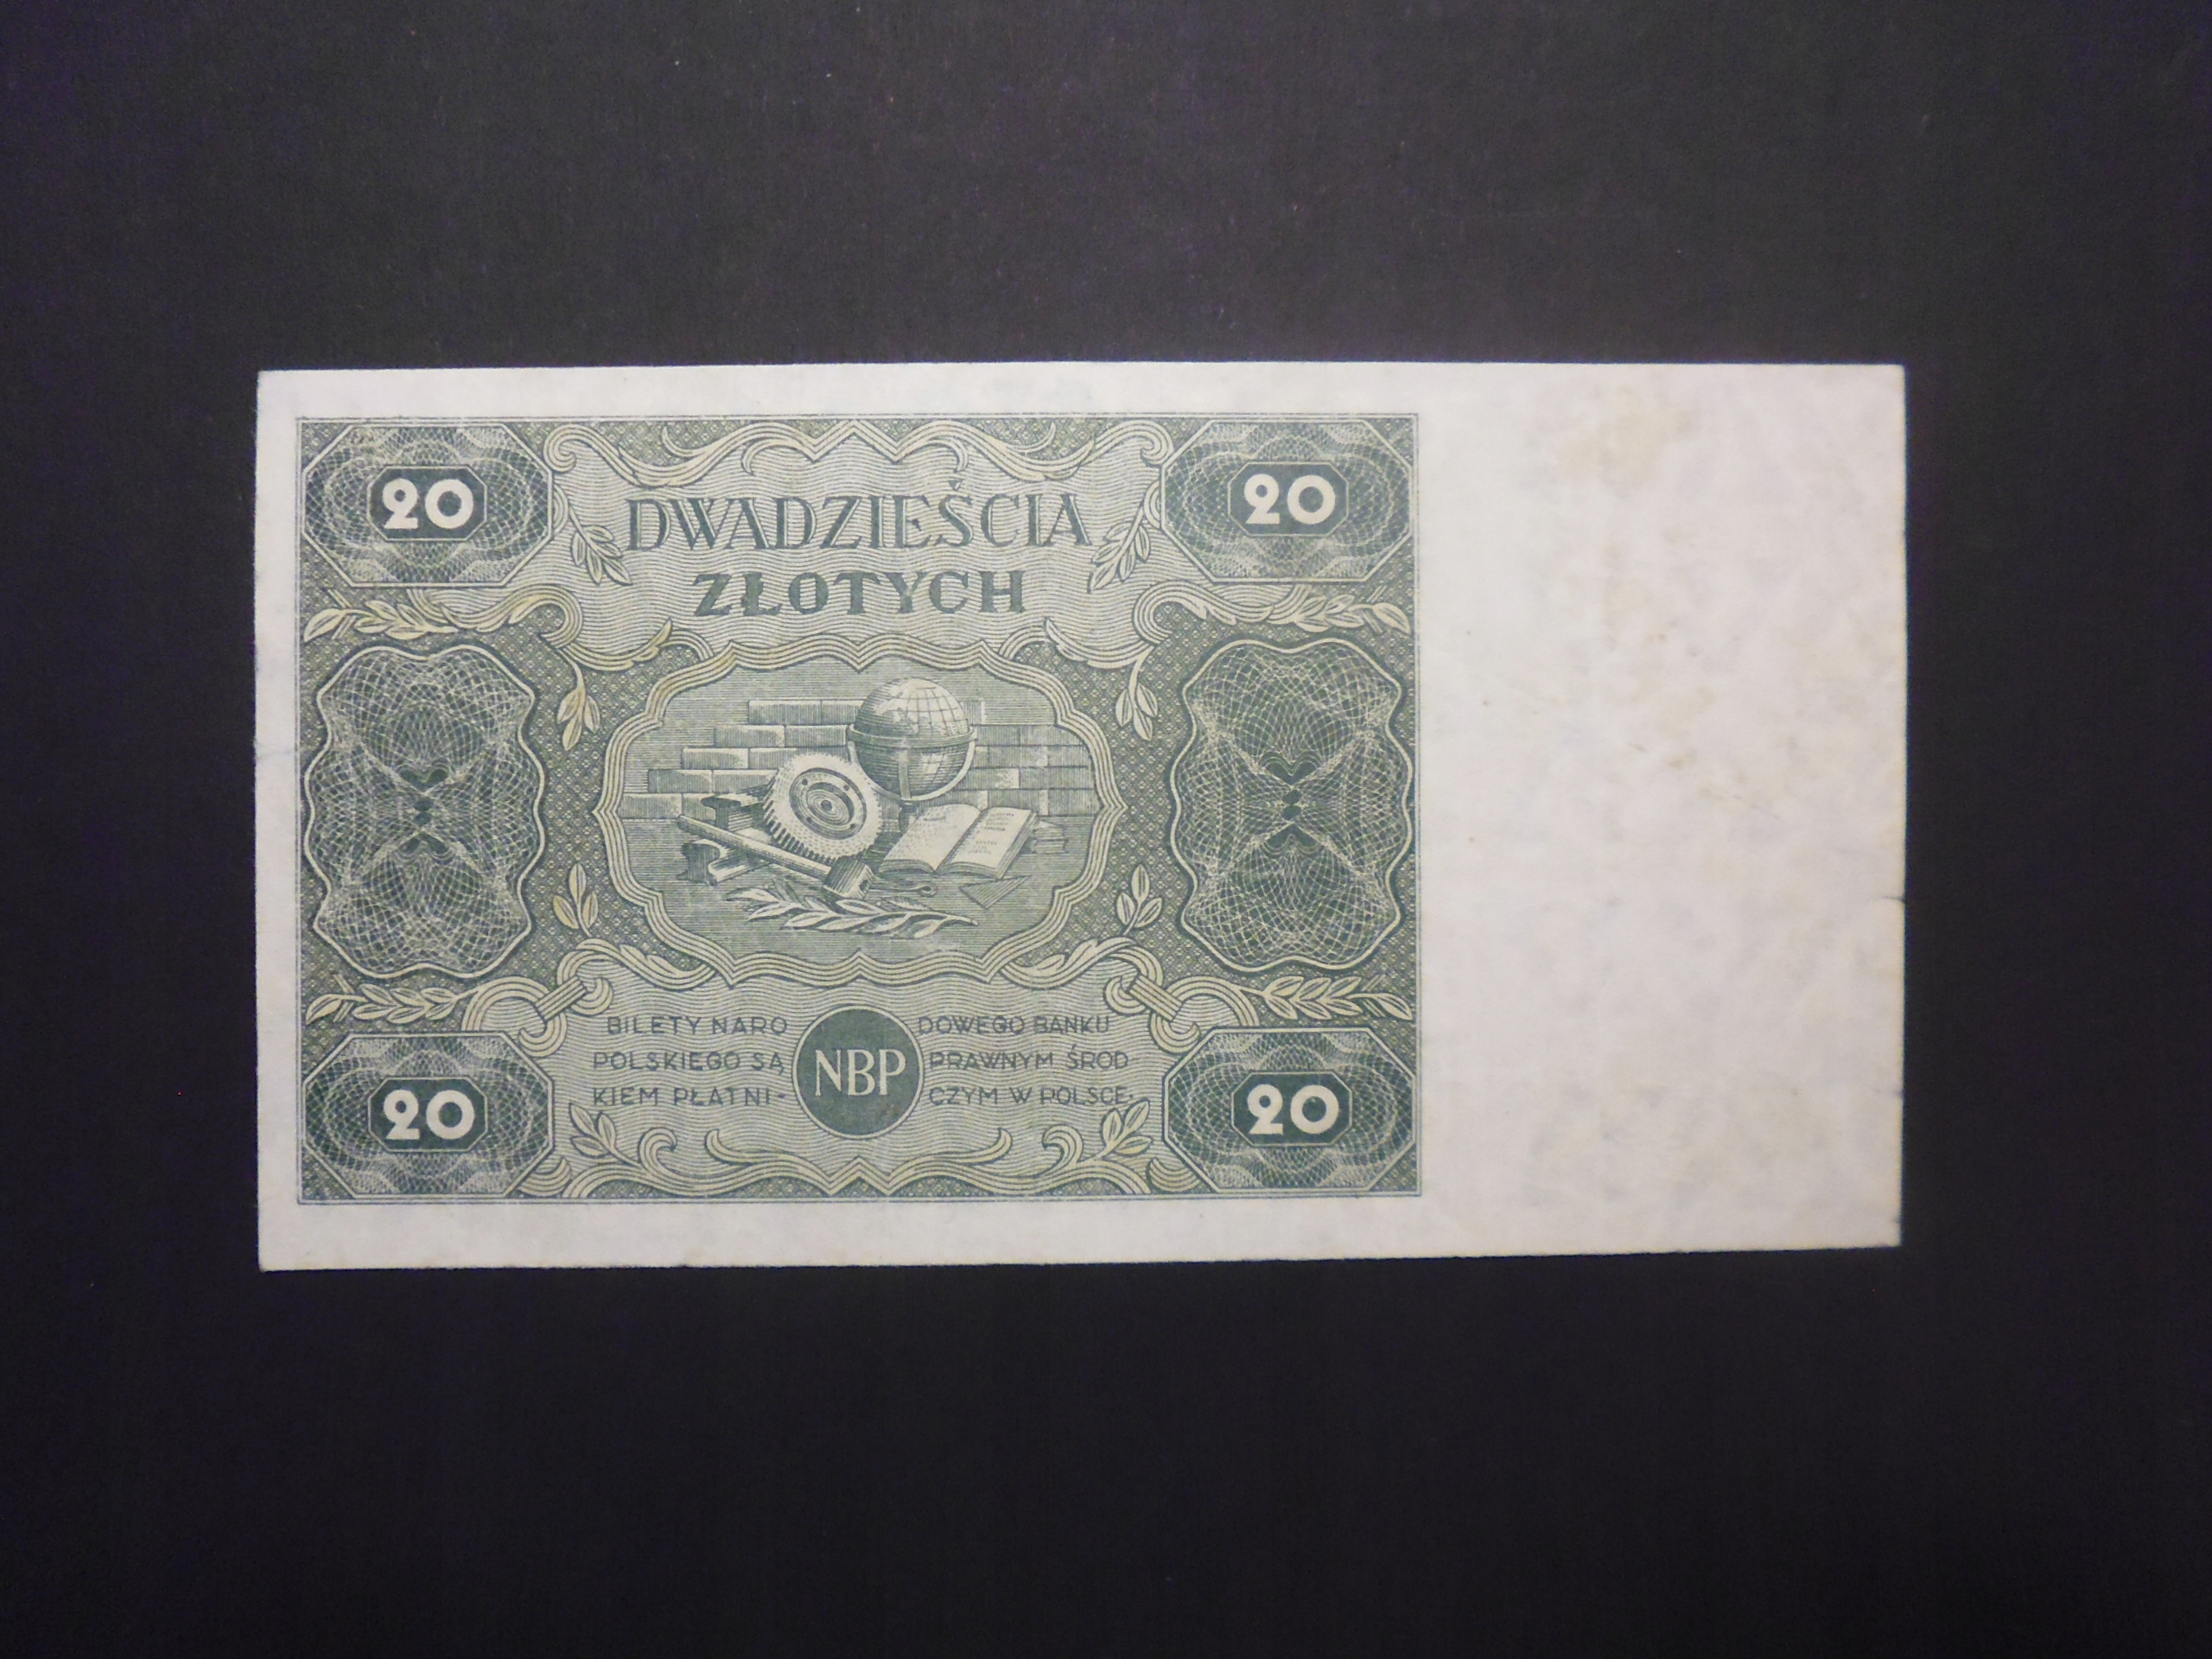 20 20
DWADZIEŚCIA
ZŁOTYCH
BILETY NARO DOWEGO BANKU
POLSKIEGO SĄ NBP PRAWNYM ŚROD-
KIEM PŁATNI- CZYM W POLSCE·
20 20